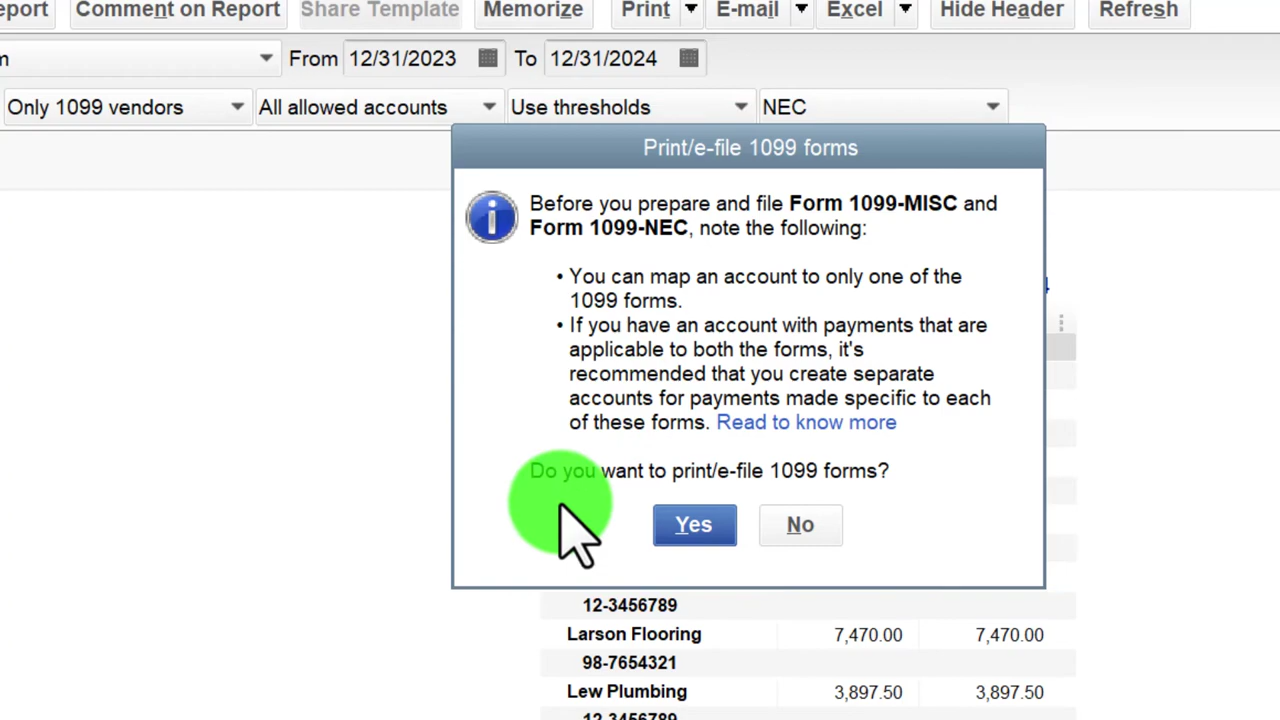 eport Comment on Report Share Template Memorize Print E-mail Excel Hide Header Refresh
m From 12/31/2023 To 12/31/2024
Only 1099 vendors All allowed accounts Use thresholds NEC
Print/e-file 1099 forms
Before you prepare and file Form 1099-MISC and
Form 1099-NEC, note the following:
• You can map an account to only one of the
1099 forms.
• If you have an account with payments that are
applicable to both the forms, it's
recommended that you create separate
accounts for payments made specific to each
of these forms. Read to know more
Do you want to print/e-file 1099 forms?
Yes No
12-3456789
Larson Flooring 7,470.00 7,470.00
98-7654321
Lew Plumbing 3,897.50 3,897.50
12-3456789